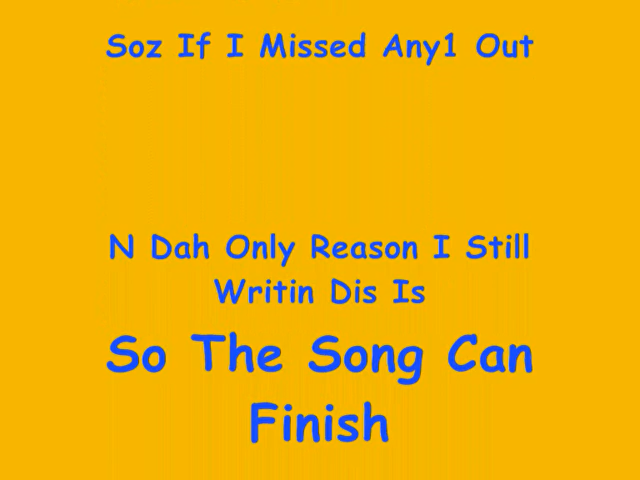 Soz If I Missed Any1 Out
N Dah Only Reason I Still
Writin Dis Is
So The Song Can
Finish